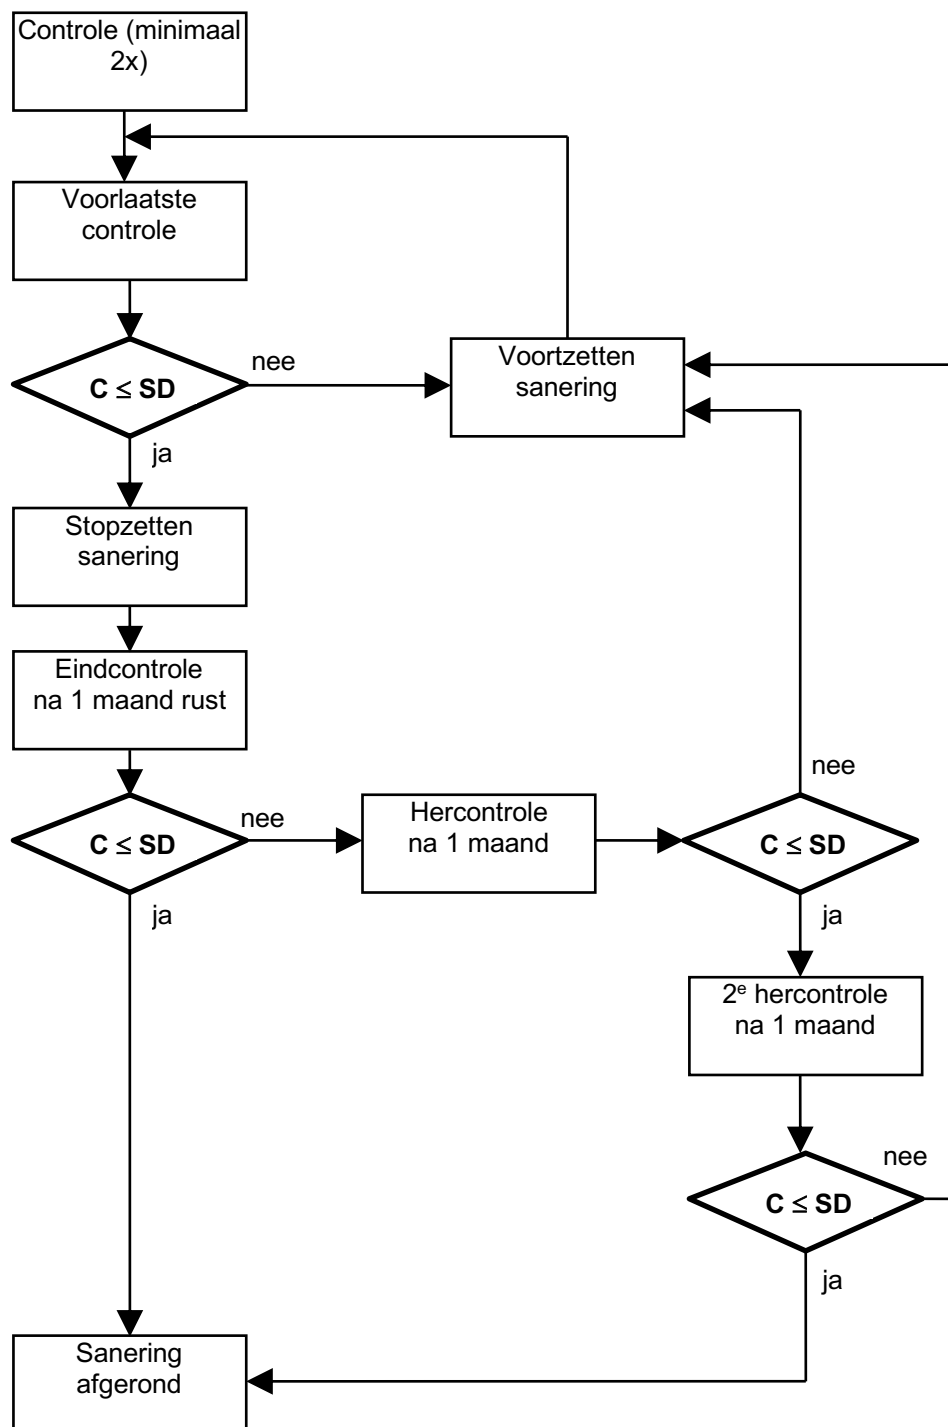 Controle (minimaal
2x)
Voorlaatste
controle
C ≤ SD
nee
Voortzetten
sanering
ja
Stopzetten
sanering
Eindcontrole
na 1 maand rust
C ≤ SD
nee
Hercontrole
na 1 maand
C ≤ SD
nee
ja
ja
2ᵉ hercontrole
na 1 maand
C ≤ SD
nee
ja
Sanering
afgerond